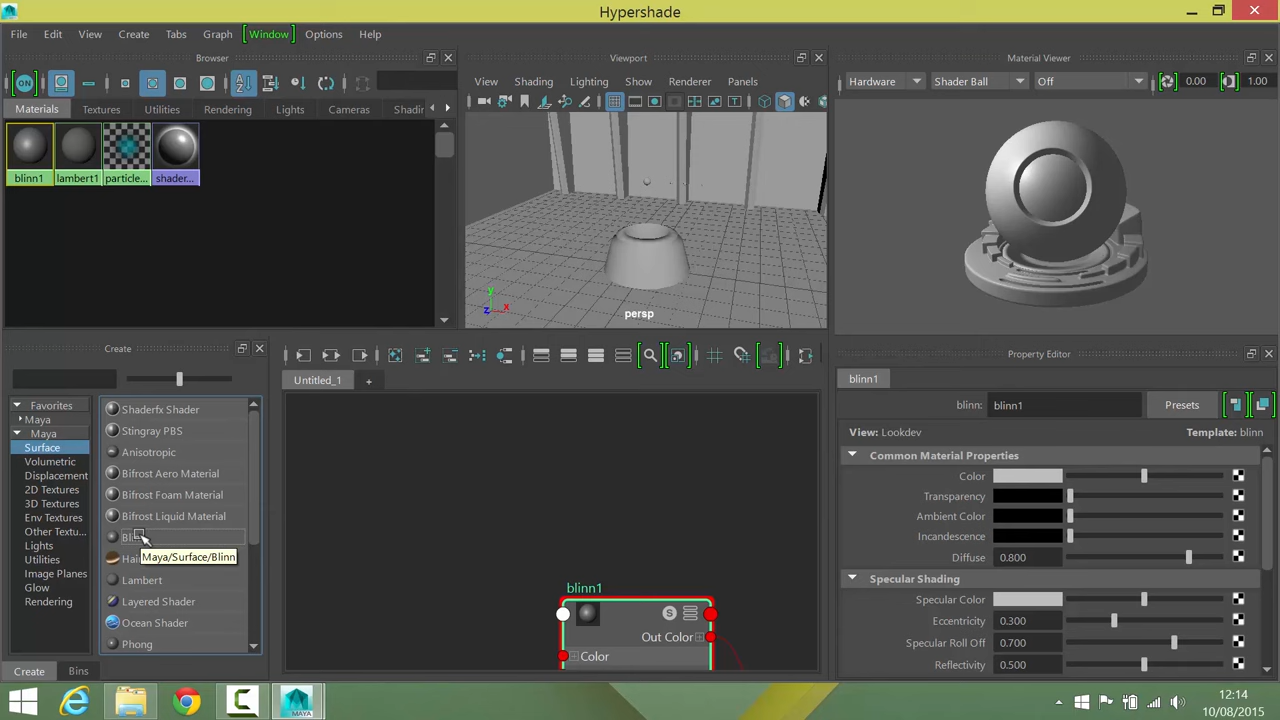 Hypershade
File Edit View Create Tabs Graph [Window] Options Help
Browser
Viewport
Material Viewer
View Shading Lighting Show Renderer Panels
Hardware Shader Ball Off 0.00 1.00
ON
Materials Textures Utilities Rendering Lights Cameras Shadi
blinn1 lambert1 particle... shader...
y
z x
persp
Create
Untitled_1 +
Favorites
Maya
Maya
Surface
Volumetric
Displacement
2D Textures
3D Textures
Env Textures
Other Textu...
Lights
Utilities
Image Planes
Glow
Rendering
Shaderfx Shader
Stingray PBS
Anisotropic
Bifrost Aero Material
Bifrost Foam Material
Bifrost Liquid Material
Maya/Surface/Blinn
Lambert
Layered Shader
Ocean Shader
Phong
Create Bins
blinn1
S
Out Color
Color
Property Editor
blinn1
blinn: blinn1 Presets
View: Lookdev Template: blinn
Common Material Properties
Color
Transparency
Ambient Color
Incandescence
Diffuse 0.800
Specular Shading
Specular Color
Eccentricity 0.300
Specular Roll Off 0.700
Reflectivity 0.500
MAYA
12:14
10/08/2015